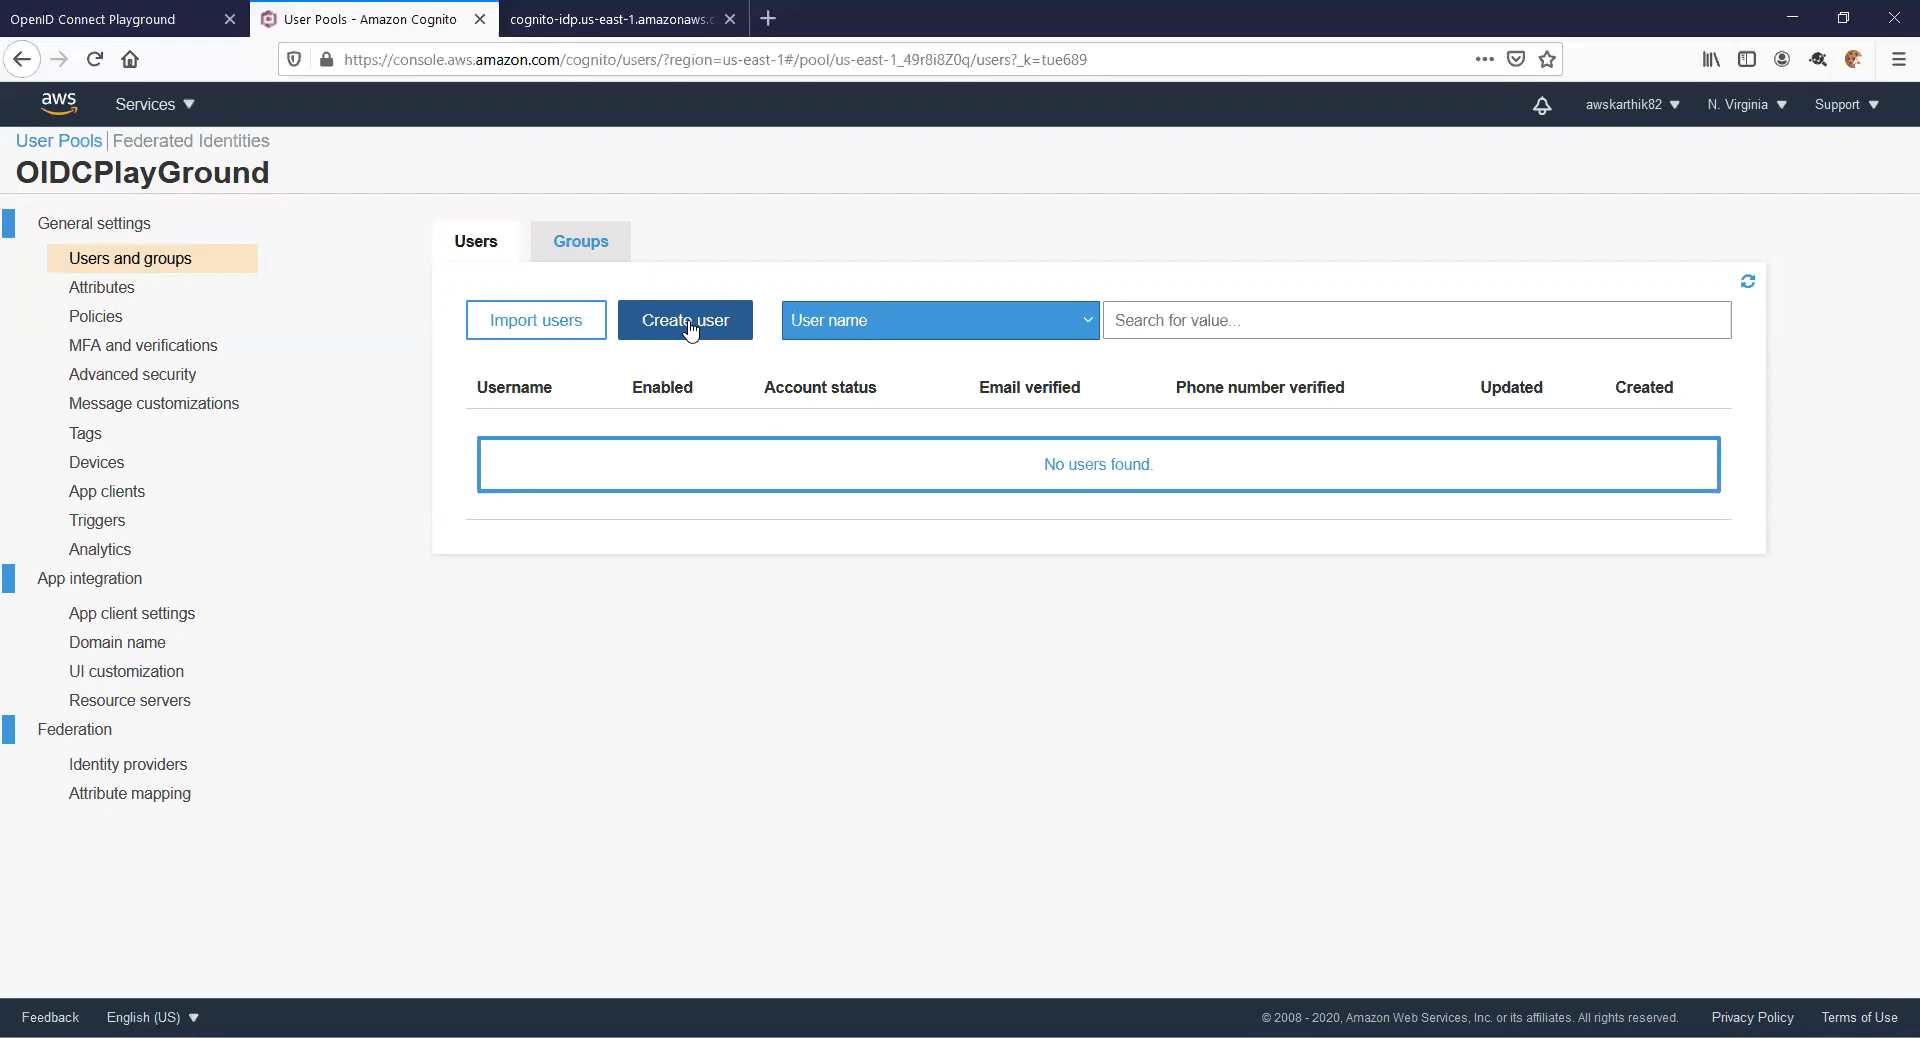 OpenID Connect Playground
User Pools - Amazon Cognito
cognito-idp.us-east-1.amazonaws.c
https://console.aws.amazon.com/cognito/users/?region=us-east-1#/pool/us-east-1_49r8i8Z0q/users?_k=tue689
aws
Services
awskarthik82
N. Virginia
Support
User Pools
Federated Identities
OIDCPlayGround
General settings
Users and groups
Attributes
Policies
MFA and verifications
Advanced security
Message customizations
Tags
Devices
App clients
Triggers
Analytics
App integration
App client settings
Domain name
UI customization
Resource servers
Federation
Identity providers
Attribute mapping
Users
Groups
Import users
Create user
User name
Search for value...
Username Enabled Account status Email verified Phone number verified Updated Created
No users found.
Feedback
English (US)
© 2008 - 2020, Amazon Web Services, Inc. or its affiliates. All rights reserved.
Privacy Policy
Terms of Use